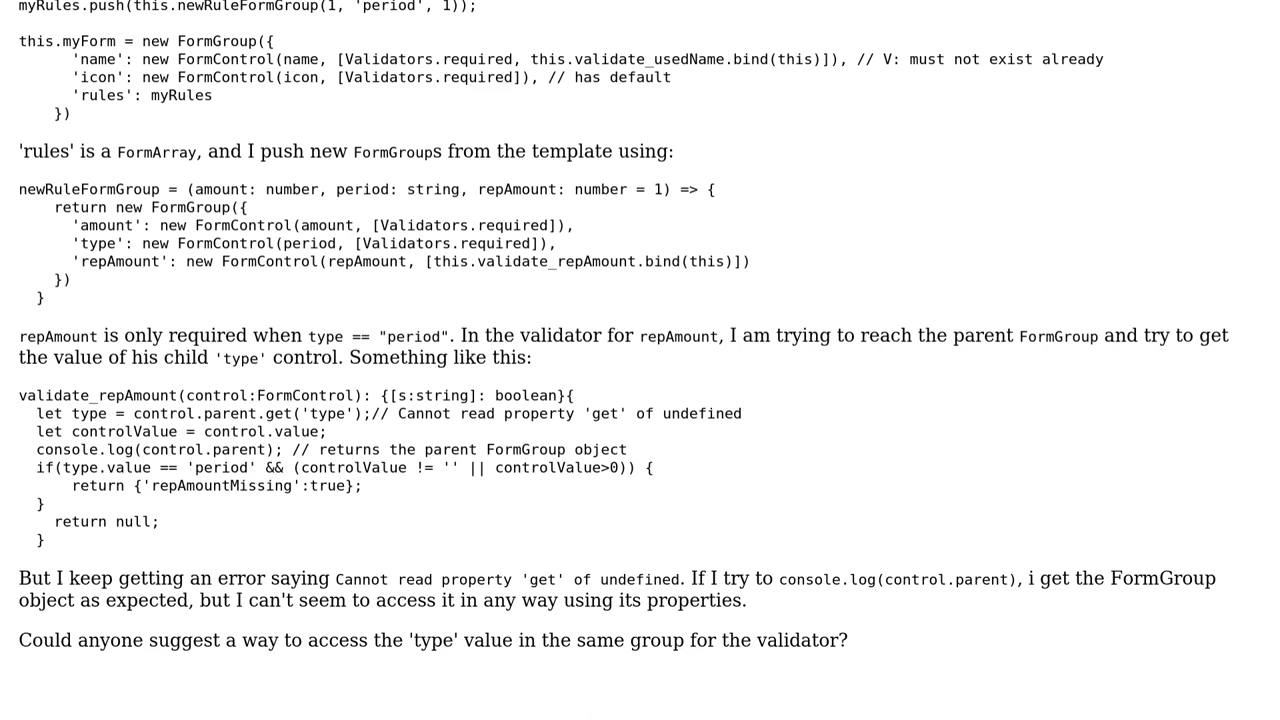 myRules.push(this.newRuleFormGroup(1, 'period', 1));
this.myForm = new FormGroup({
'name': new FormControl(name, [Validators.required, this.validate_usedName.bind(this)]), // V: must not exist already
'icon': new FormControl(icon, [Validators.required]), // has default
'rules': myRules
})
'rules' is a FormArray, and I push new FormGroups from the template using:
newRuleFormGroup = (amount: number, period: string, repAmount: number = 1) => {
return new FormGroup({
'amount': new FormControl(amount, [Validators.required]),
'type': new FormControl(period, [Validators.required]),
'repAmount': new FormControl(repAmount, [this.validate_repAmount.bind(this)])
})
}
repAmount is only required when type == "period". In the validator for repAmount, I am trying to reach the parent FormGroup and try to get
the value of his child 'type' control. Something like this:
validate_repAmount(control:FormControl): {[s:string]: boolean}{
let type = control.parent.get('type');// Cannot read property 'get' of undefined
let controlValue = control.value;
console.log(control.parent); // returns the parent FormGroup object
if(type.value == 'period' && (controlValue != '' || controlValue>0)) {
return {'repAmountMissing':true};
}
return null;
}
But I keep getting an error saying Cannot read property 'get' of undefined. If I try to console.log(control.parent), i get the FormGroup
object as expected, but I can't seem to access it in any way using its properties.
Could anyone suggest a way to access the 'type' value in the same group for the validator?